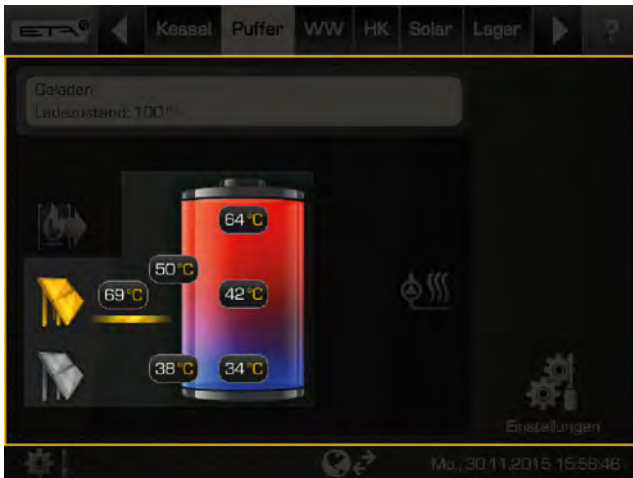 ETA®
Kessel Puffer WW HK Solar Lager ?
Geladen
Ladezustand: 100%
64°C
50°C
69°C
42°C
38°C
34°C
Einstellungen
Mo., 30.11.2015 15:56:46